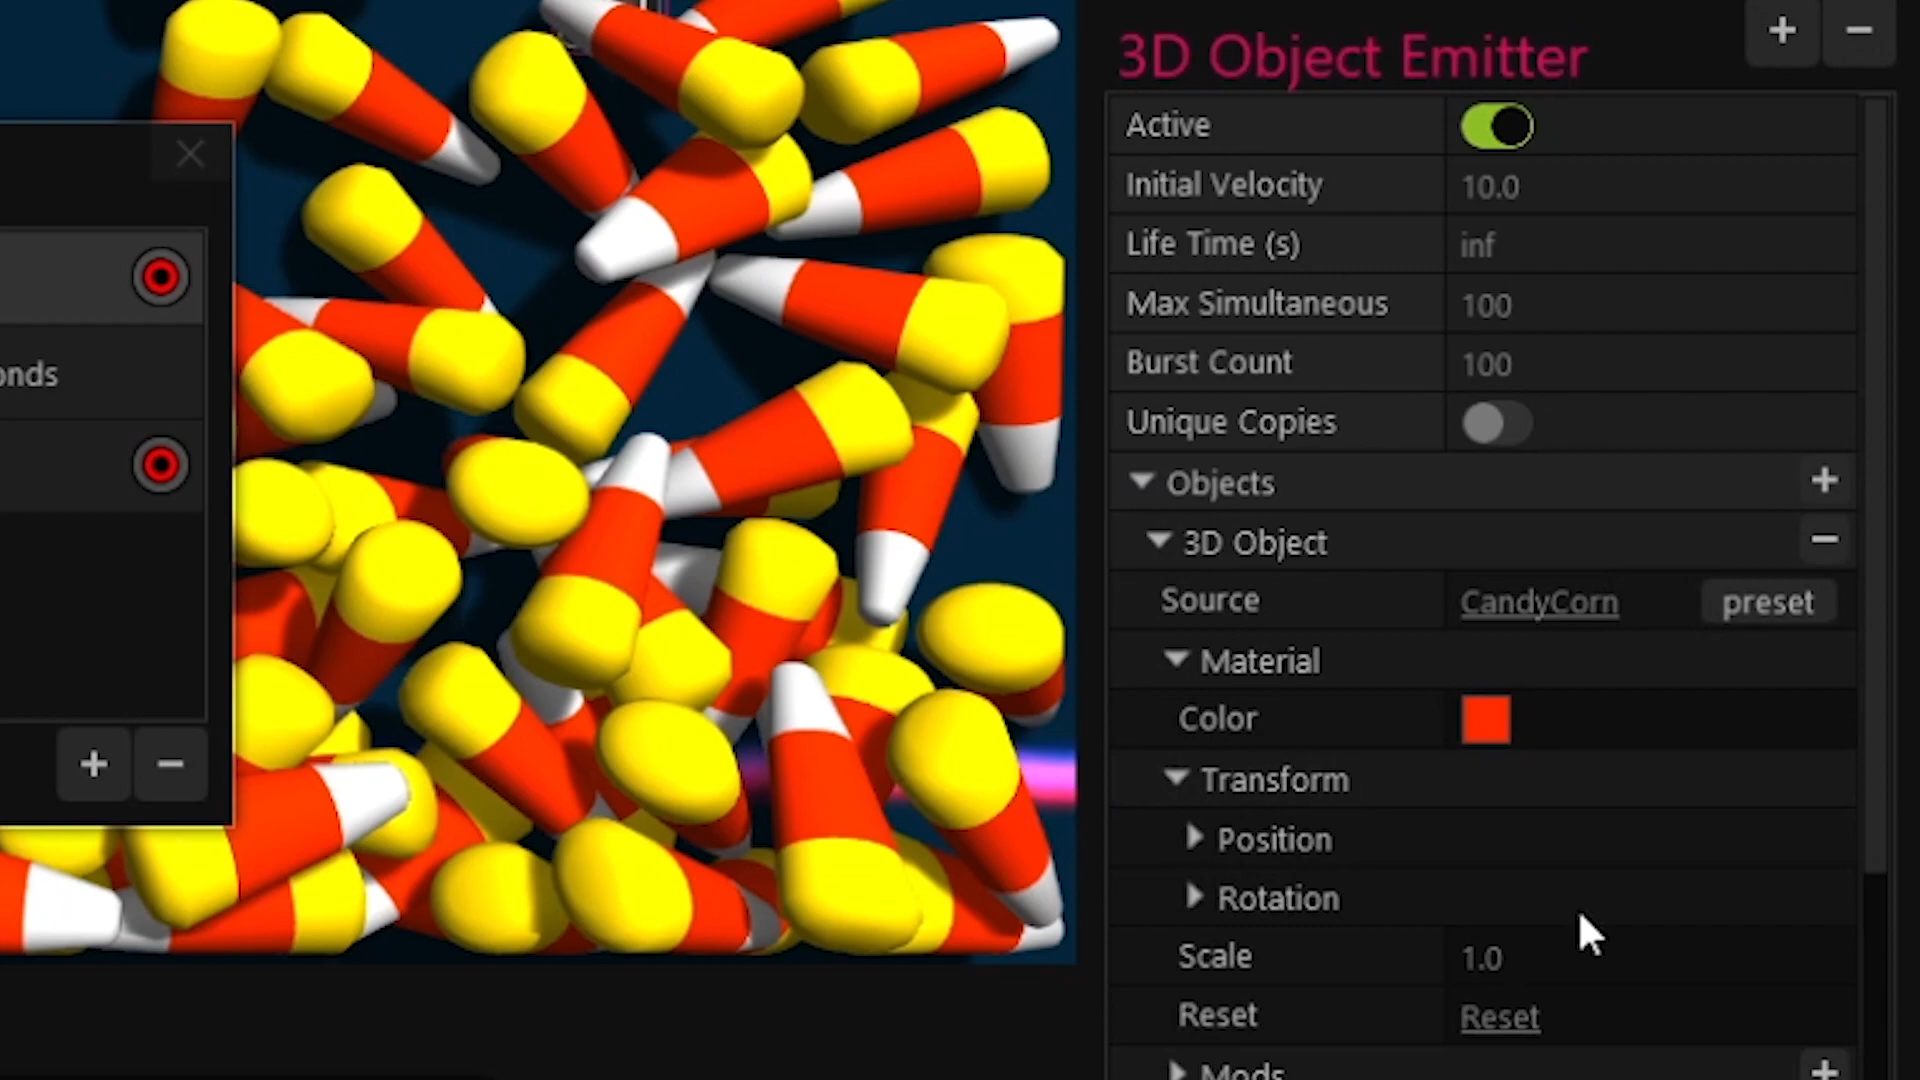 3D Object Emitter
Active
Initial Velocity 10.0
Life Time (s) inf
Max Simultaneous 100
Burst Count 100
Unique Copies
Objects
3D Object
Source CandyCorn preset
Material
Color
Transform
Position
Rotation
Scale 1.0
Reset Reset
Mods
onds